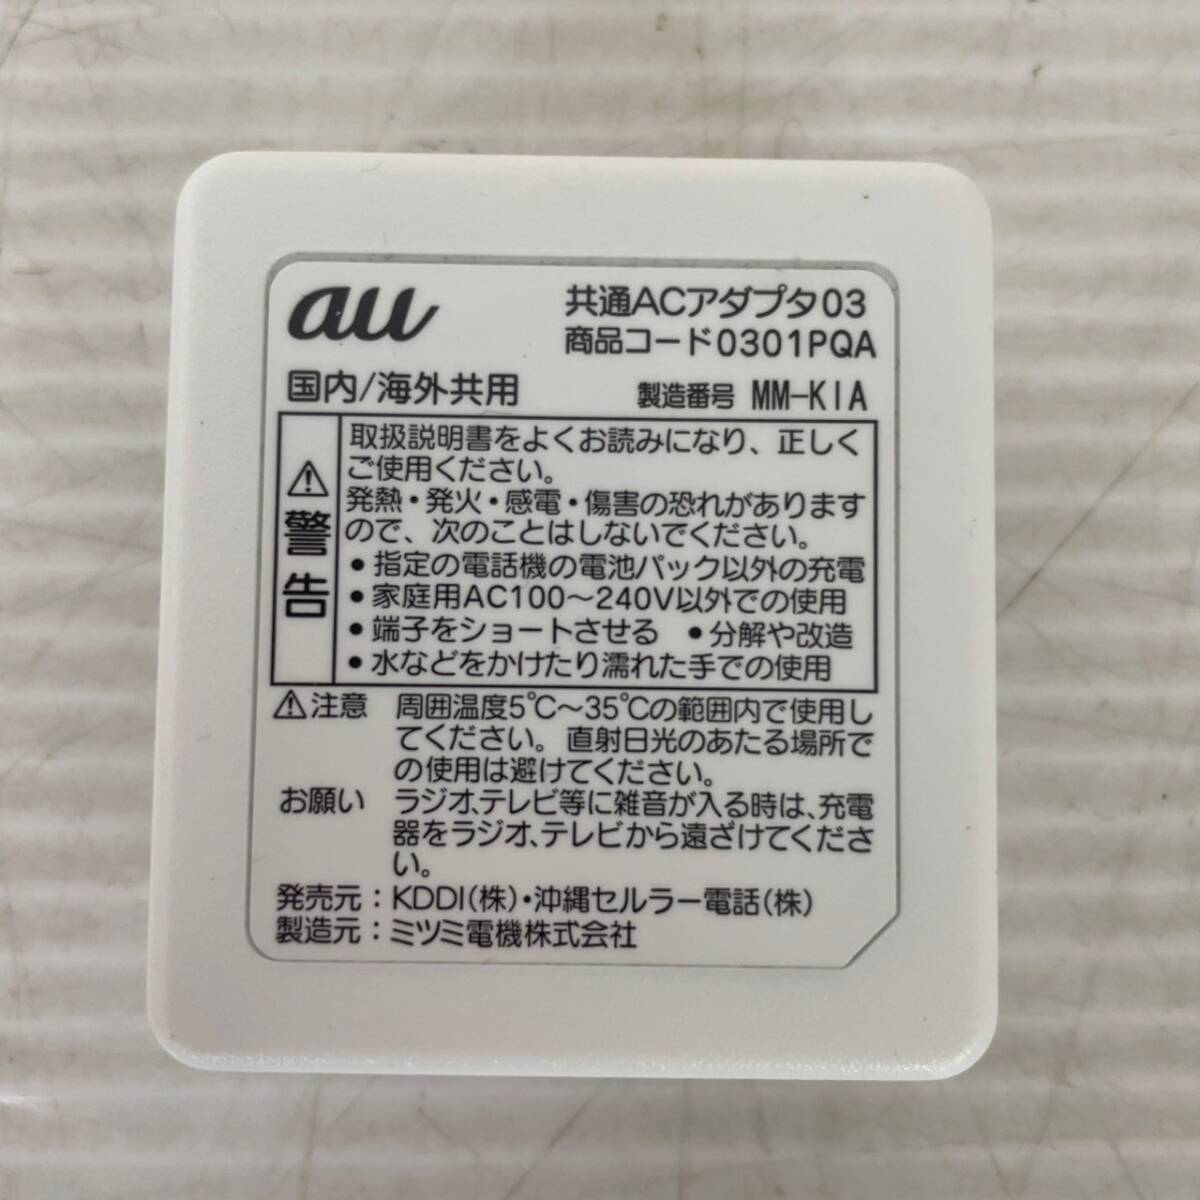 au
共通ACアダプタ03
商品コード0301PQA
国内/海外共用 製造番号 MM-KIA
⚠警告
取扱説明書をよくお読みになり、正しく
ご使用ください。
発熱・発火・感電・傷害の恐れがあります
ので、次のことはしないでください。
•指定の電話機の電池パック以外の充電
•家庭用AC100～240V以外での使用
•端子をショートさせる •分解や改造
•水などをかけたり濡れた手での使用
⚠注意 周囲温度5℃～35℃の範囲内で使用し
てください。直射日光のあたる場所で
の使用は避けてください。
お願い ラジオ、テレビ等に雑音が入る時は、充電
器をラジオ、テレビから遠ざけてくださ
い。
発売元：KDDI(株)・沖縄セルラー電話(株)
製造元：ミツミ電機株式会社